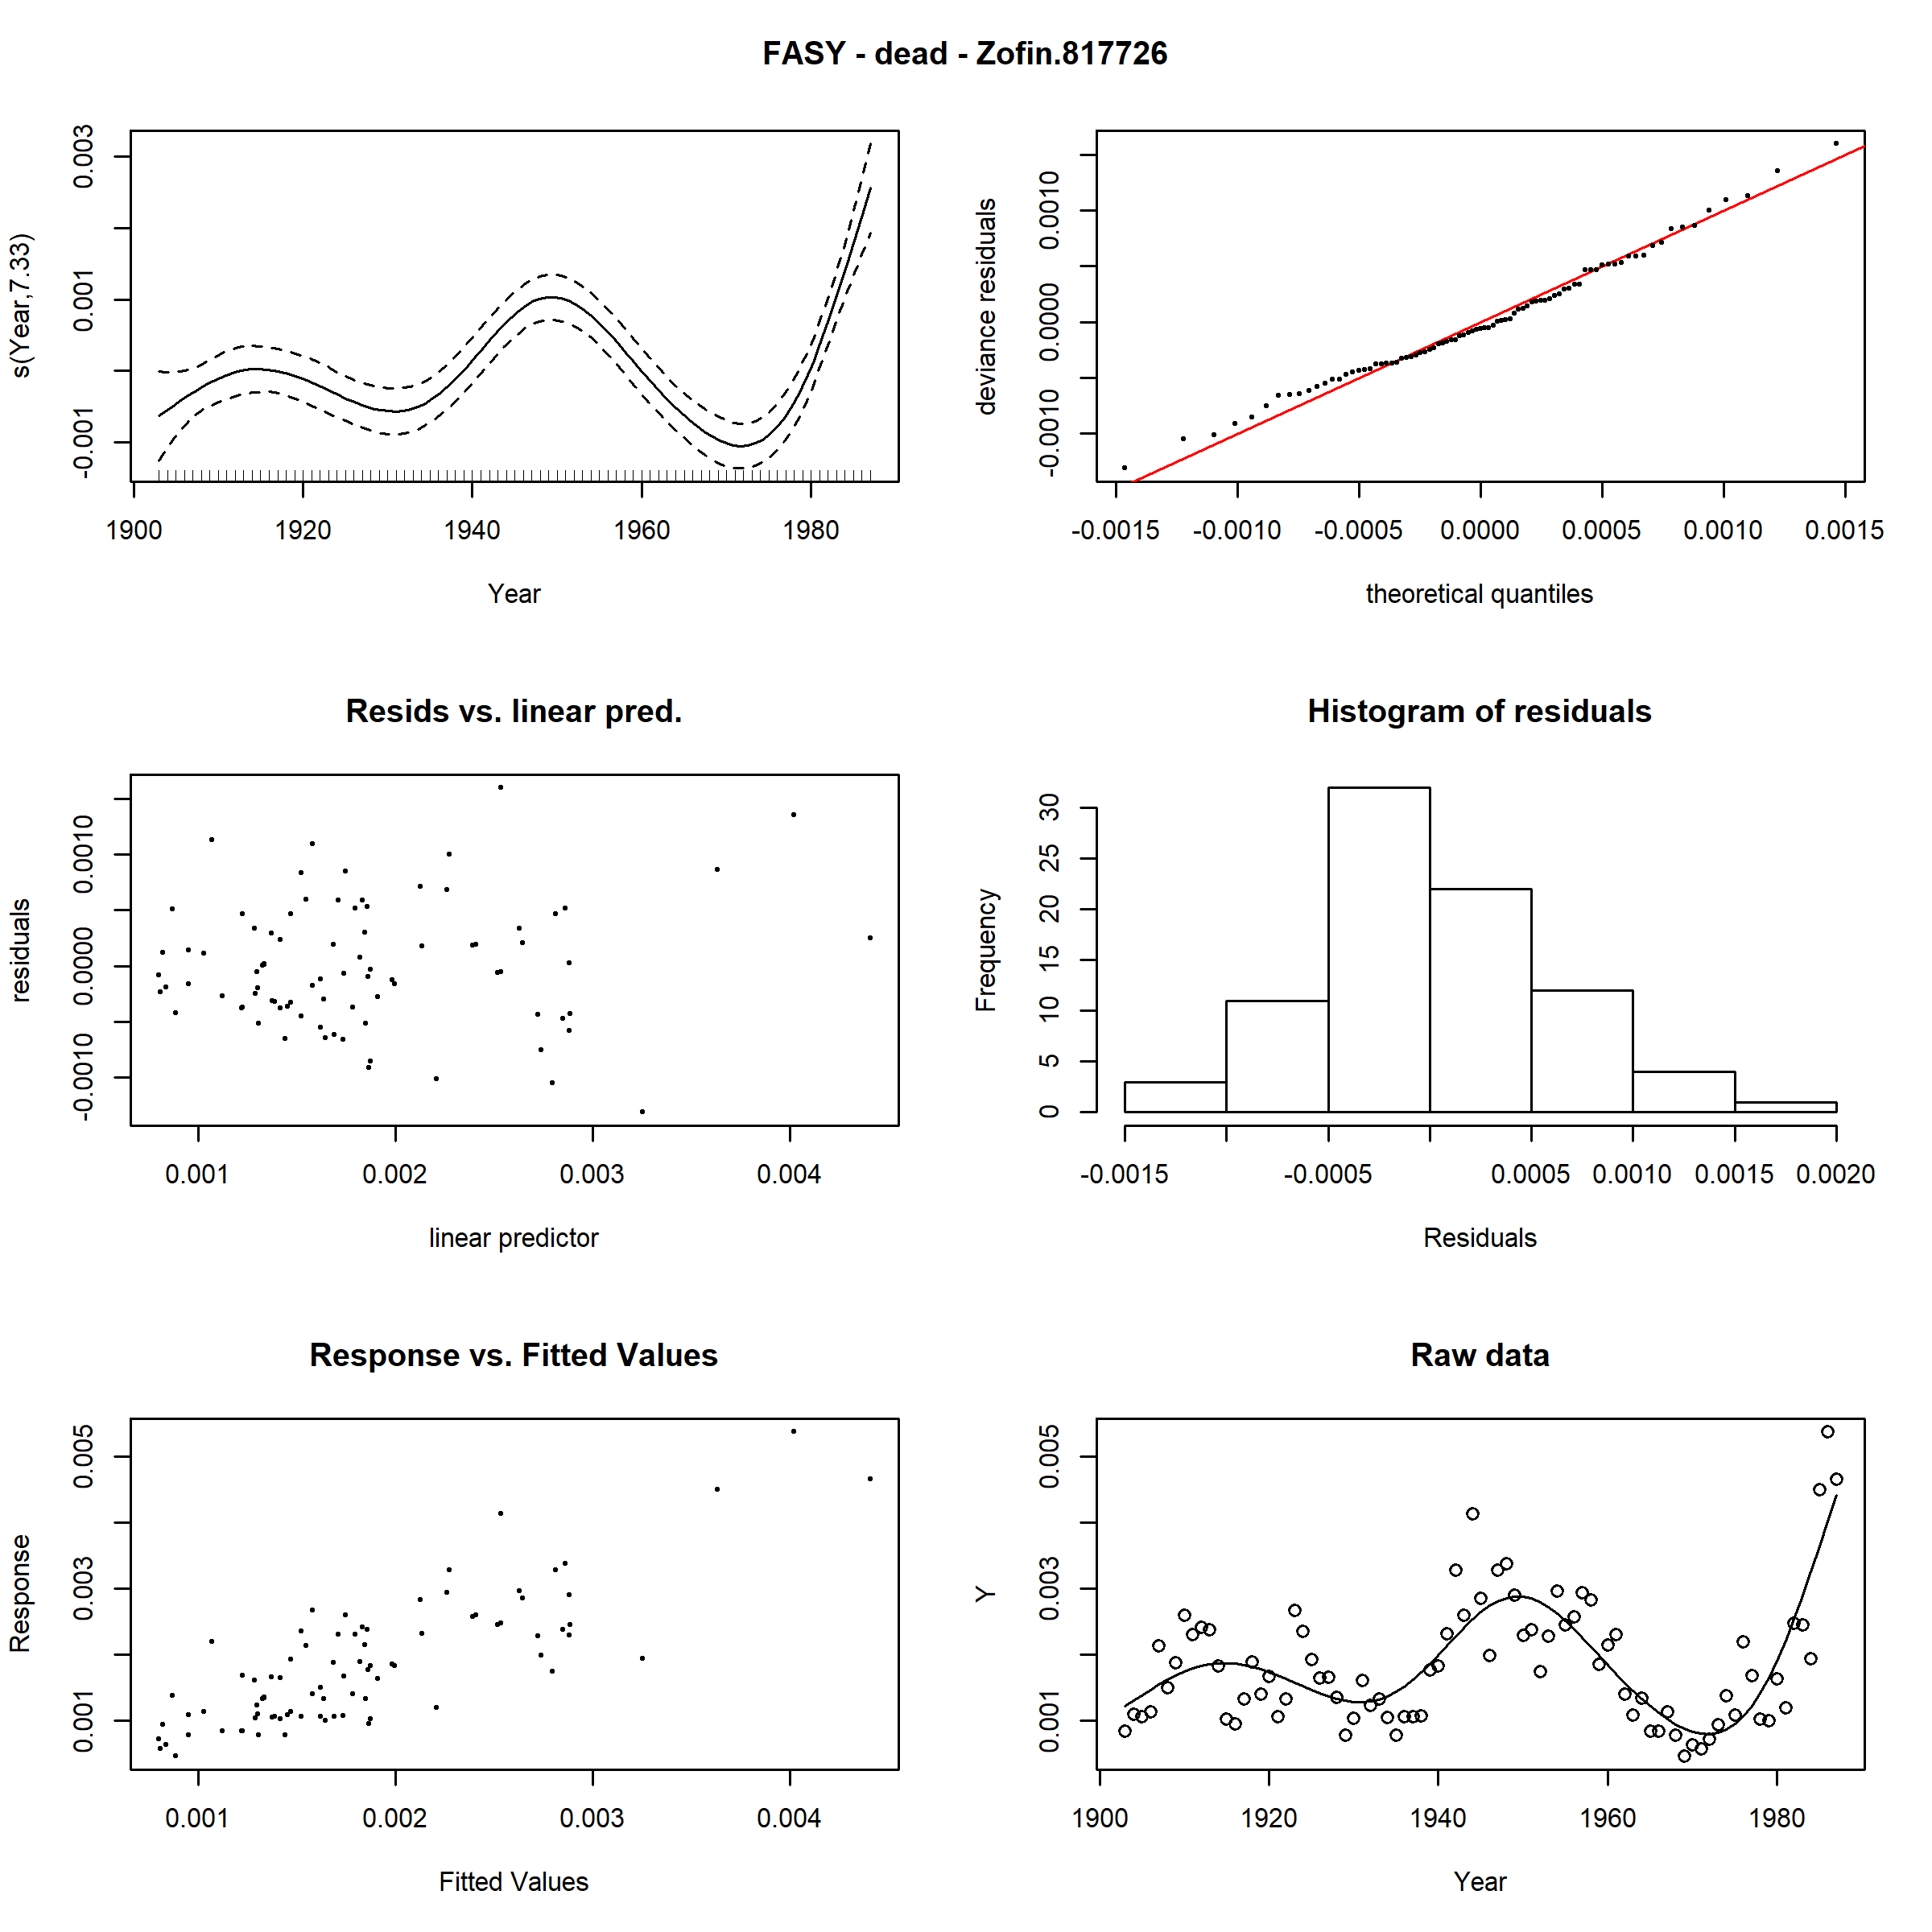 FASY - dead - Zofin.817726
s(Year,7.33)
-0.001 0.001 0.003
1900 1920 1940 1960 1980
Year
deviance residuals
-0.0010 0.0000 0.0010
-0.0015 -0.0010 -0.0005 0.0000 0.0005 0.0010 0.0015
theoretical quantiles
Resids vs. linear pred.
residuals
-0.0010 0.0000 0.0010
0.001 0.002 0.003 0.004
linear predictor
Histogram of residuals
Frequency
0 5 10 15 20 25 30
-0.0015 -0.0005 0.0005 0.0010 0.0015 0.0020
Residuals
Response vs. Fitted Values
Response
0.001 0.003 0.005
0.001 0.002 0.003 0.004
Fitted Values
Raw data
Y
0.001 0.003 0.005
1900 1920 1940 1960 1980
Year